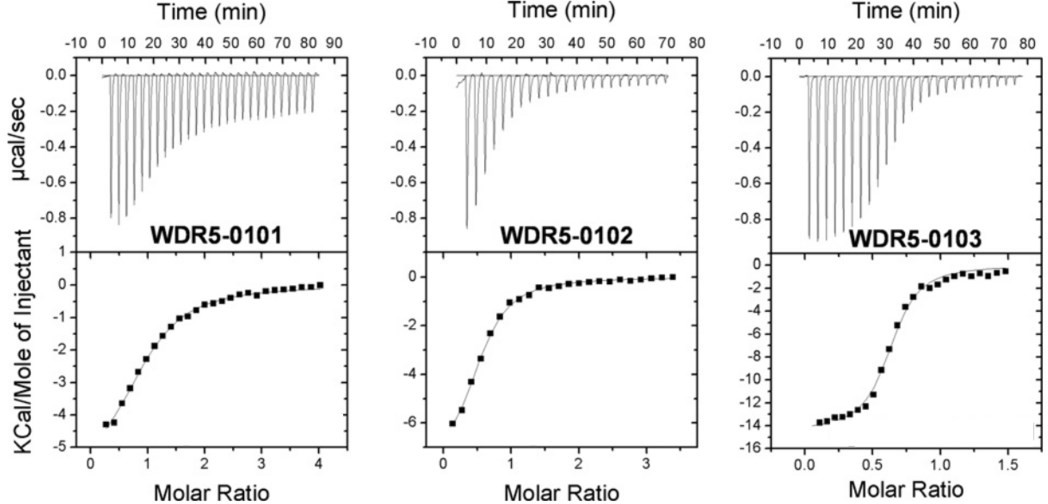 Time (min)
-10 0 10 20 30 40 50 60 70 80 90
0.0
-0.2
-0.4
-0.6
-0.8
µcal/sec
WDR5-0101
1
0
-1
-2
-3
-4
-5
KCal/Mole of Injectant
0 1 2 3 4
Molar Ratio
Time (min)
-10 0 10 20 30 40 50 60 70 80
0.0
-0.2
-0.4
-0.6
-0.8
WDR5-0102
0
-2
-4
-6
0 1 2 3
Molar Ratio
Time (min)
-10 0 10 20 30 40 50 60 70 80
0.0
-0.2
-0.4
-0.6
-0.8
WDR5-0103
0
-2
-4
-6
-8
-10
-12
-14
-16
0.0 0.5 1.0 1.5
Molar Ratio